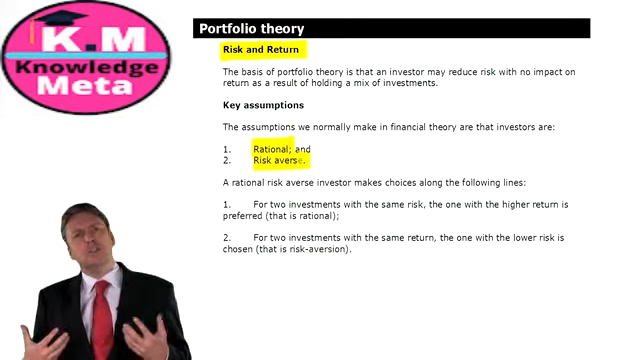 K.M
Knowledge
Meta
Portfolio theory
Risk and Return
The basis of portfolio theory is that an investor may reduce risk with no impact on
return as a result of holding a mix of investments.
Key assumptions
The assumptions we normally make in financial theory are that investors are:
1. Rational; and
2. Risk averse.
A rational risk averse investor makes choices along the following lines:
1. For two investments with the same risk, the one with the higher return is
preferred (that is rational);
2. For two investments with the same return, the one with the lower risk is
chosen (that is risk-aversion).